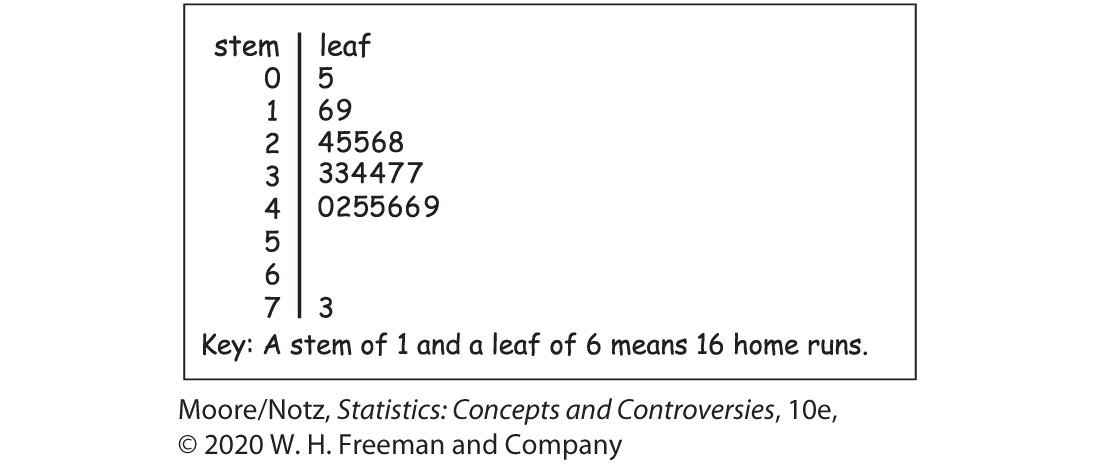 stem | leaf
0 | 5
1 | 69
2 | 45568
3 | 334477
4 | 0255669
5 |
6 |
7 | 3
Key: A stem of 1 and a leaf of 6 means 16 home runs.
Moore/Notz, Statistics: Concepts and Controversies, 10e,
© 2020 W. H. Freeman and Company